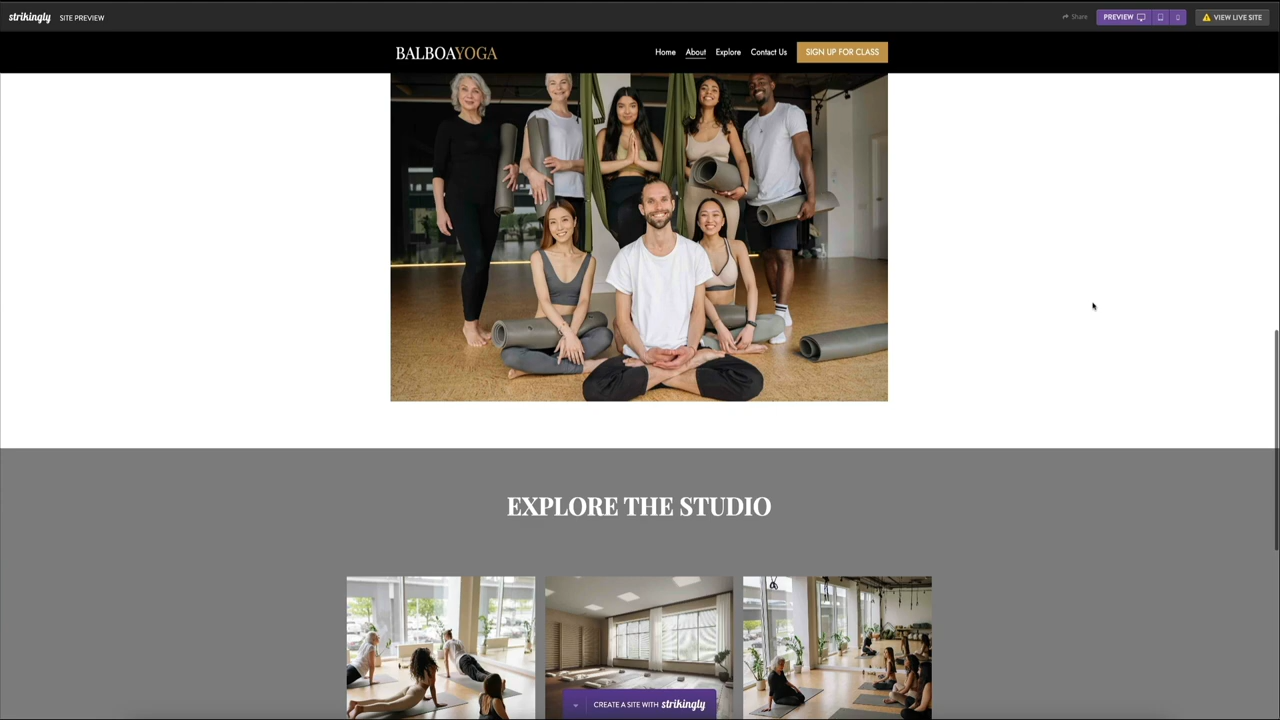 strikingly SITE PREVIEW Share PREVIEW VIEW LIVE SITE
BALBOAYOGA Home About Explore Contact Us SIGN UP FOR CLASS
EXPLORE THE STUDIO
CREATE A SITE WITH strikingly